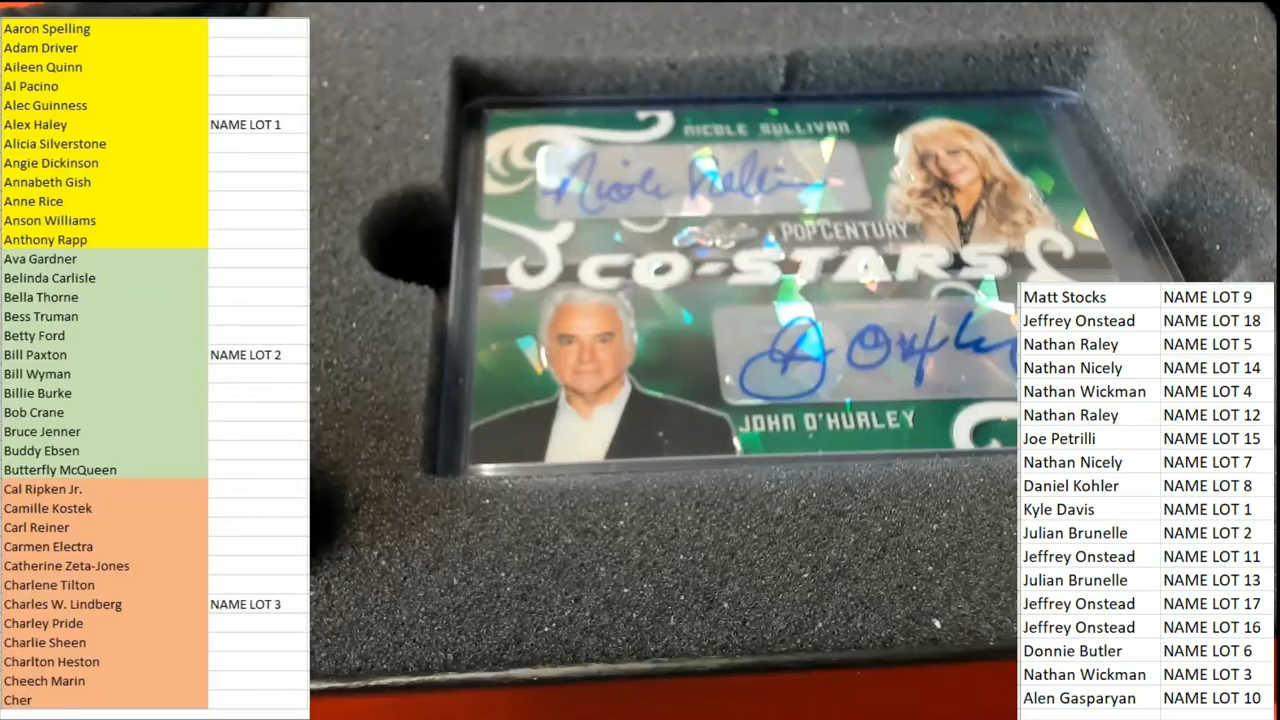 Aaron Spelling
Adam Driver
Aileen Quinn
Al Pacino
Alec Guinness
Alex Haley NAME LOT 1
Alicia Silverstone
Angie Dickinson
Annabeth Gish
Anne Rice
Anson Williams
Anthony Rapp
Ava Gardner
Belinda Carlisle
Bella Thorne
Bess Truman
Betty Ford
Bill Paxton NAME LOT 2
Bill Wyman
Billie Burke
Bob Crane
Bruce Jenner
Buddy Ebsen
Butterfly McQueen
Cal Ripken Jr.
Camille Kostek
Carl Reiner
Carmen Electra
Catherine Zeta-Jones
Charlene Tilton
Charles W. Lindberg NAME LOT 3
Charley Pride
Charlie Sheen
Charlton Heston
Cheech Marin
Cher
NICOLE SULLIVAN
Nicole Sullivan
POP CENTURY
CO-STARS
JOHN O'HURLEY
Matt Stocks NAME LOT 9
Jeffrey Onstead NAME LOT 18
Nathan Raley NAME LOT 5
Nathan Nicely NAME LOT 14
Nathan Wickman NAME LOT 4
Nathan Raley NAME LOT 12
Joe Petrilli NAME LOT 15
Nathan Nicely NAME LOT 7
Daniel Kohler NAME LOT 8
Kyle Davis NAME LOT 1
Julian Brunelle NAME LOT 2
Jeffrey Onstead NAME LOT 11
Julian Brunelle NAME LOT 13
Jeffrey Onstead NAME LOT 17
Jeffrey Onstead NAME LOT 16
Donnie Butler NAME LOT 6
Nathan Wickman NAME LOT 3
Alen Gasparyan NAME LOT 10